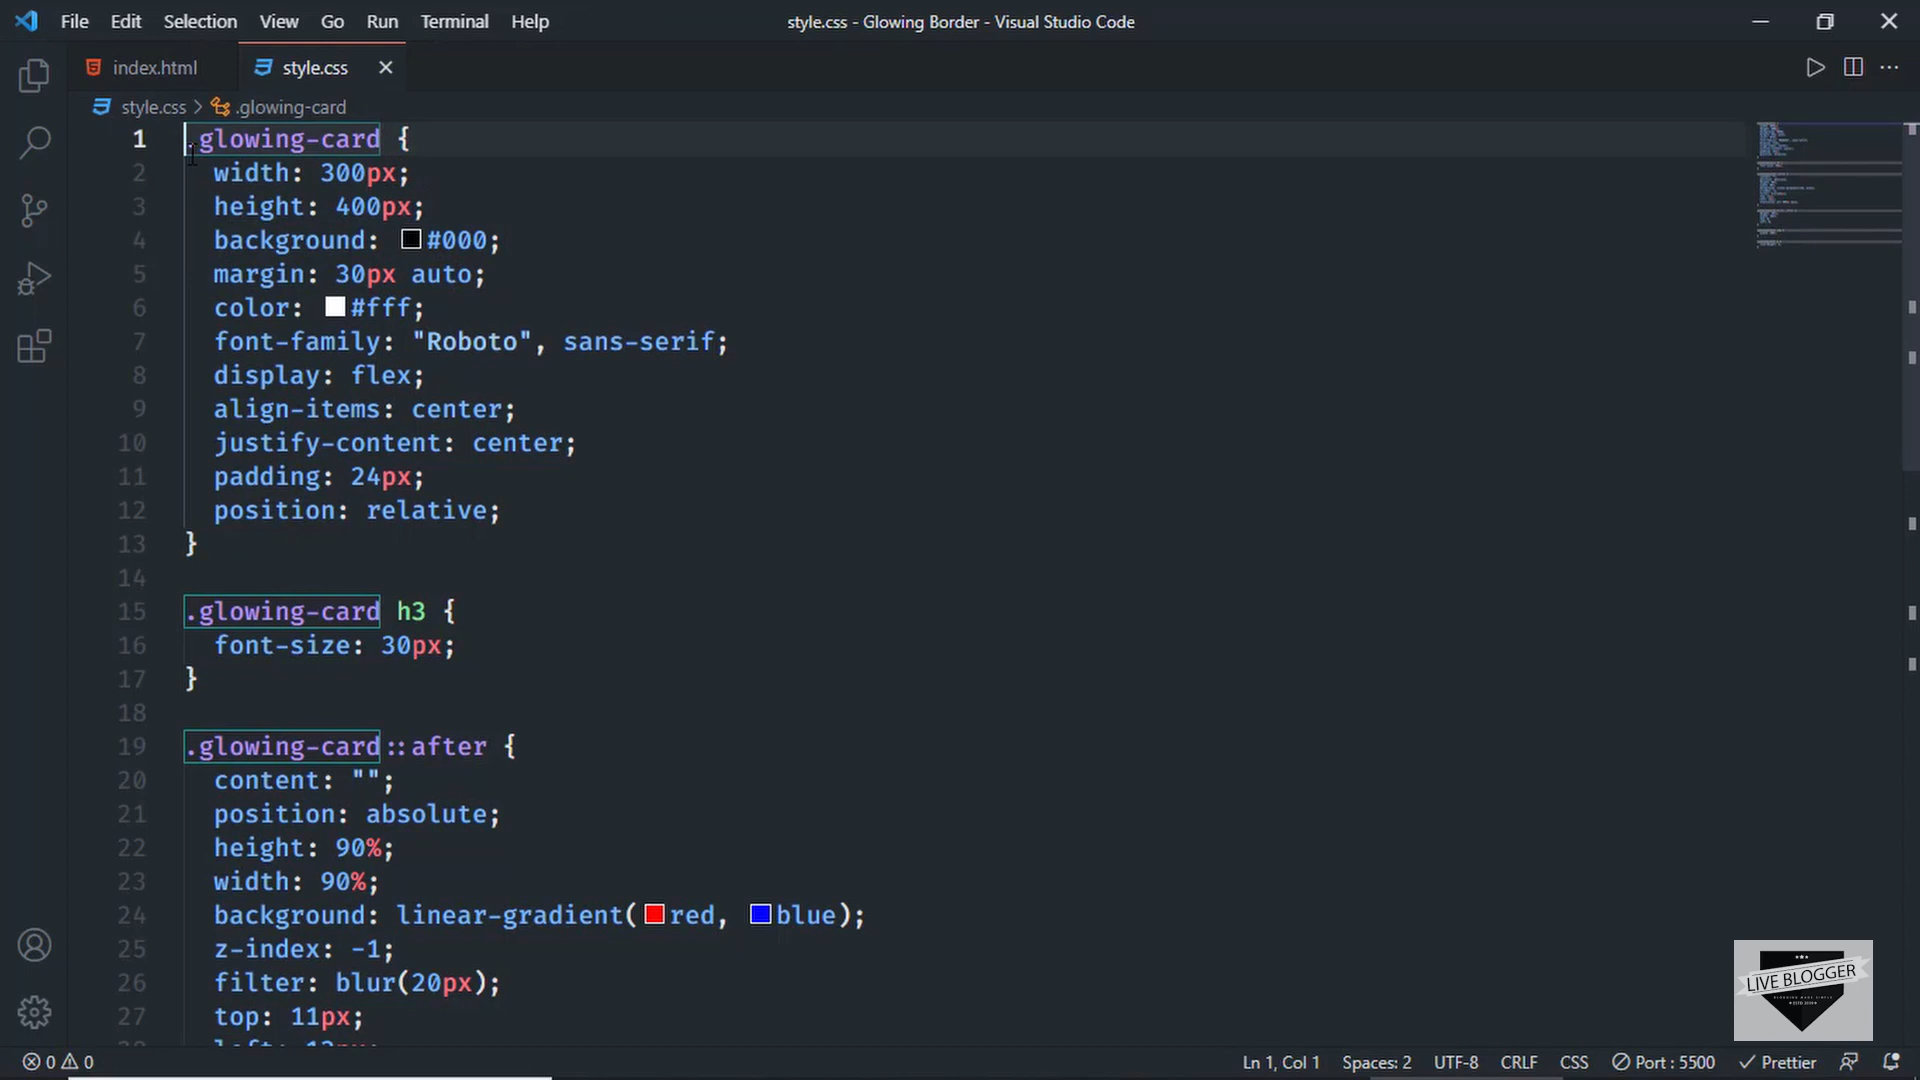 File Edit Selection View Go Run Terminal Help
style.css - Glowing Border - Visual Studio Code
index.html
style.css
style.css > .glowing-card
1 .glowing-card {
2 width: 300px;
3 height: 400px;
4 background: #000;
5 margin: 30px auto;
6 color: #fff;
7 font-family: "Roboto", sans-serif;
8 display: flex;
9 align-items: center;
10 justify-content: center;
11 padding: 24px;
12 position: relative;
13 }
14
15 .glowing-card h3 {
16 font-size: 30px;
17 }
18
19 .glowing-card::after {
20 content: "";
21 position: absolute;
22 height: 90%;
23 width: 90%;
24 background: linear-gradient(red, blue);
25 z-index: -1;
26 filter: blur(20px);
27 top: 11px;
LIVE BLOGGER
0 0
Ln 1, Col 1 Spaces: 2 UTF-8 CRLF CSS Port : 5500 Prettier